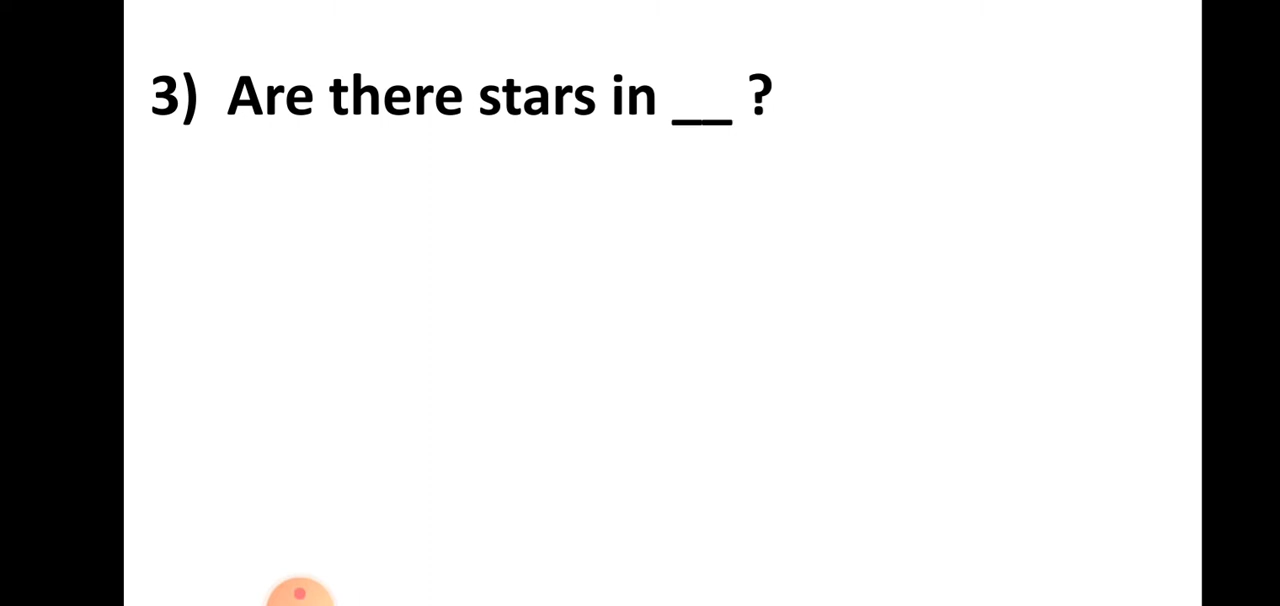 3) Are there stars in __ ?